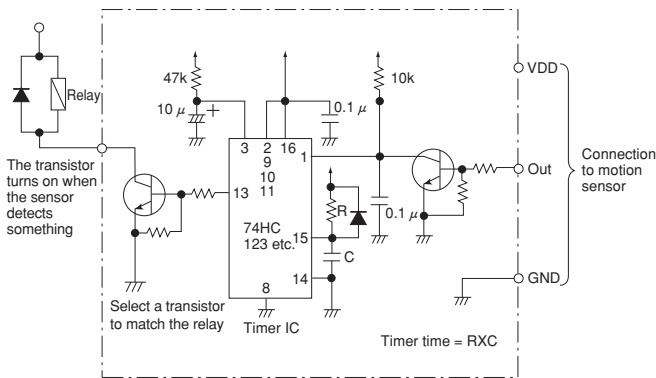 Relay
The transistor
turns on when
the sensor
detects
something
47k
10 μ
+
0.1 μ
10k
3
2
16
9
10
11
1
13
74HC
123 etc.
15
14
8
R
C
0.1 μ
Select a transistor
to match the relay
Timer IC
Timer time = RXC
VDD
Out
GND
Connection
to motion
sensor